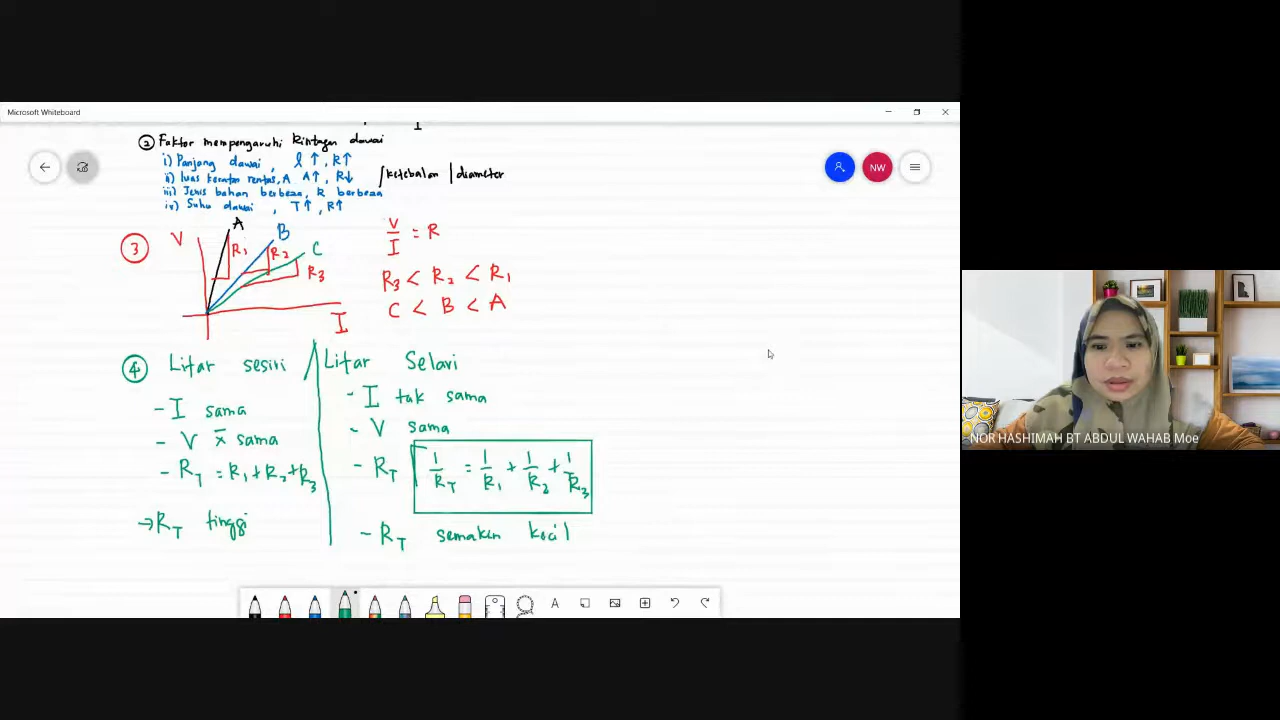 Microsoft Whiteboard
I
② Faktor mempengaruhi Rintagan dawai
i) Panjang dawai, l ↑, R↑
ii) luas keratan rentas, A A↑, R↓ / ketebalan | diameter
iii) Jenis bahan berbeza, R berbeza
iv) Suhu dawai, T↑, R↑
NW
③ V A B C R1 R2 R3 I
V/I = R
R3 < R2 < R1
C < B < A
④ Litar sesiri / Litar Selari
- I sama
- V x̄ sama
- RT = R1 + R2 + R3
→ RT tinggi
- I tak sama
- V sama
- RT 1/RT = 1/R1 + 1/R2 + 1/R3
- RT semakin kecil
A
NOR HASHIMAH BT ABDUL WAHAB Moe